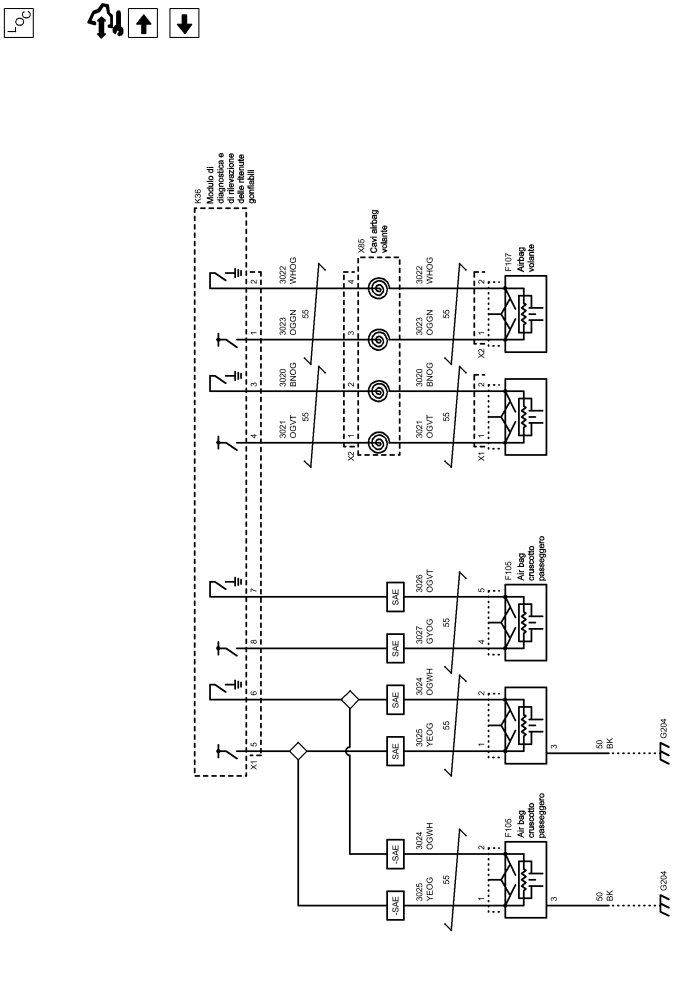 LOC
K36
Modulo di
diagnostica e
di rilevazione
delle ritenute
gonfiabili
2
1
3
4
7
8
6
5
X1
3022
WHOG
55
3023
OGGN
3020
BNOG
55
3021
OGVT
4
3
2
1
X2
X85
Cavi airbag
volante
3022
WHOG
55
3023
OGGN
3020
BNOG
55
3021
OGVT
2
1
X2
2
1
X1
F107
Airbag
volante
SAE
SAE
SAE
SAE
-SAE
-SAE
3026
OGVT
55
3027
GYOG
3024
OGWH
55
3025
YEOG
5
4
2
1
F105
Air bag
cruscotto
passeggero
3
50
BK
G204
3024
OGWH
55
3025
YEOG
2
1
F105
Air bag
cruscotto
passeggero
3
50
BK
G204